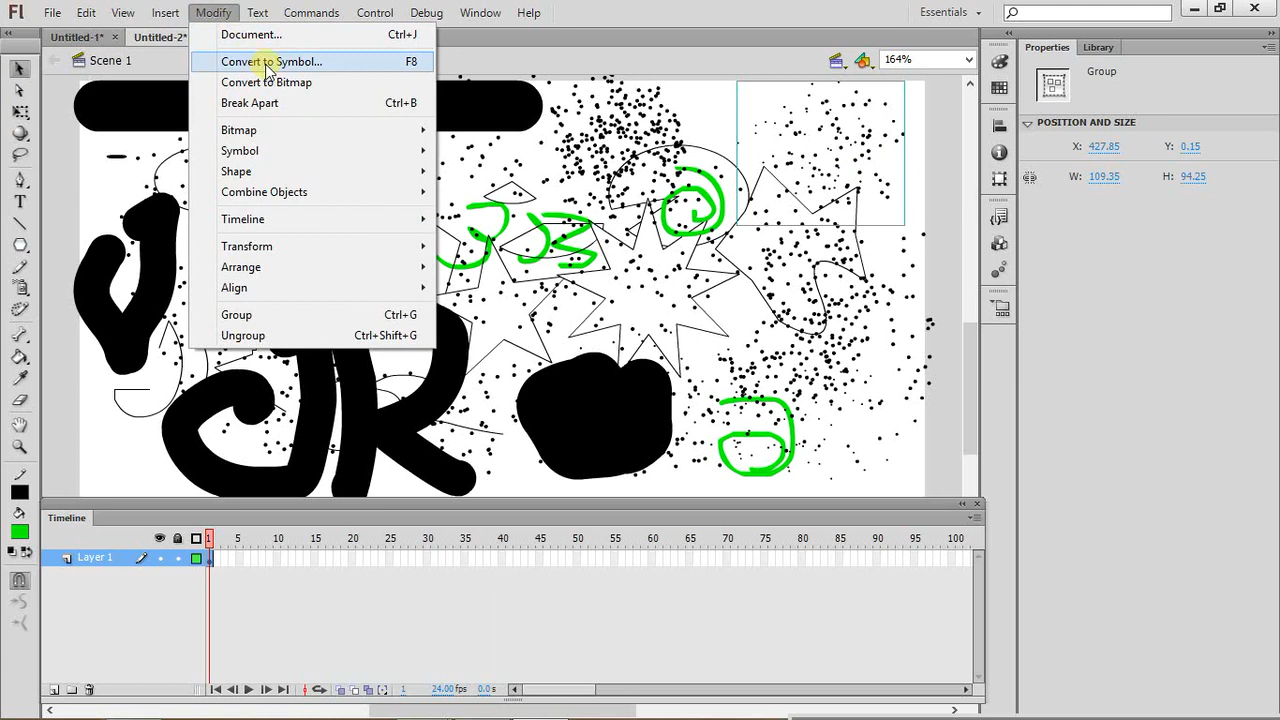 Fl File Edit View Insert Modify Text Commands Control Debug Window Help Essentials
Untitled-1* Untitled-2*
Scene 1 164%
Document... Ctrl+J
Convert to Symbol... F8
Convert to Bitmap
Break Apart Ctrl+B
Bitmap
Symbol
Shape
Combine Objects
Timeline
Transform
Arrange
Align
Group Ctrl+G
Ungroup Ctrl+Shift+G
Properties Library
Group
POSITION AND SIZE
X: 427.85 Y: 0.15
W: 109.35 H: 94.25
Timeline
1 5 10 15 20 25 30 35 40 45 50 55 60 65 70 75 80 85 90 95 100
Layer 1
1 24.00 fps 0.0 s